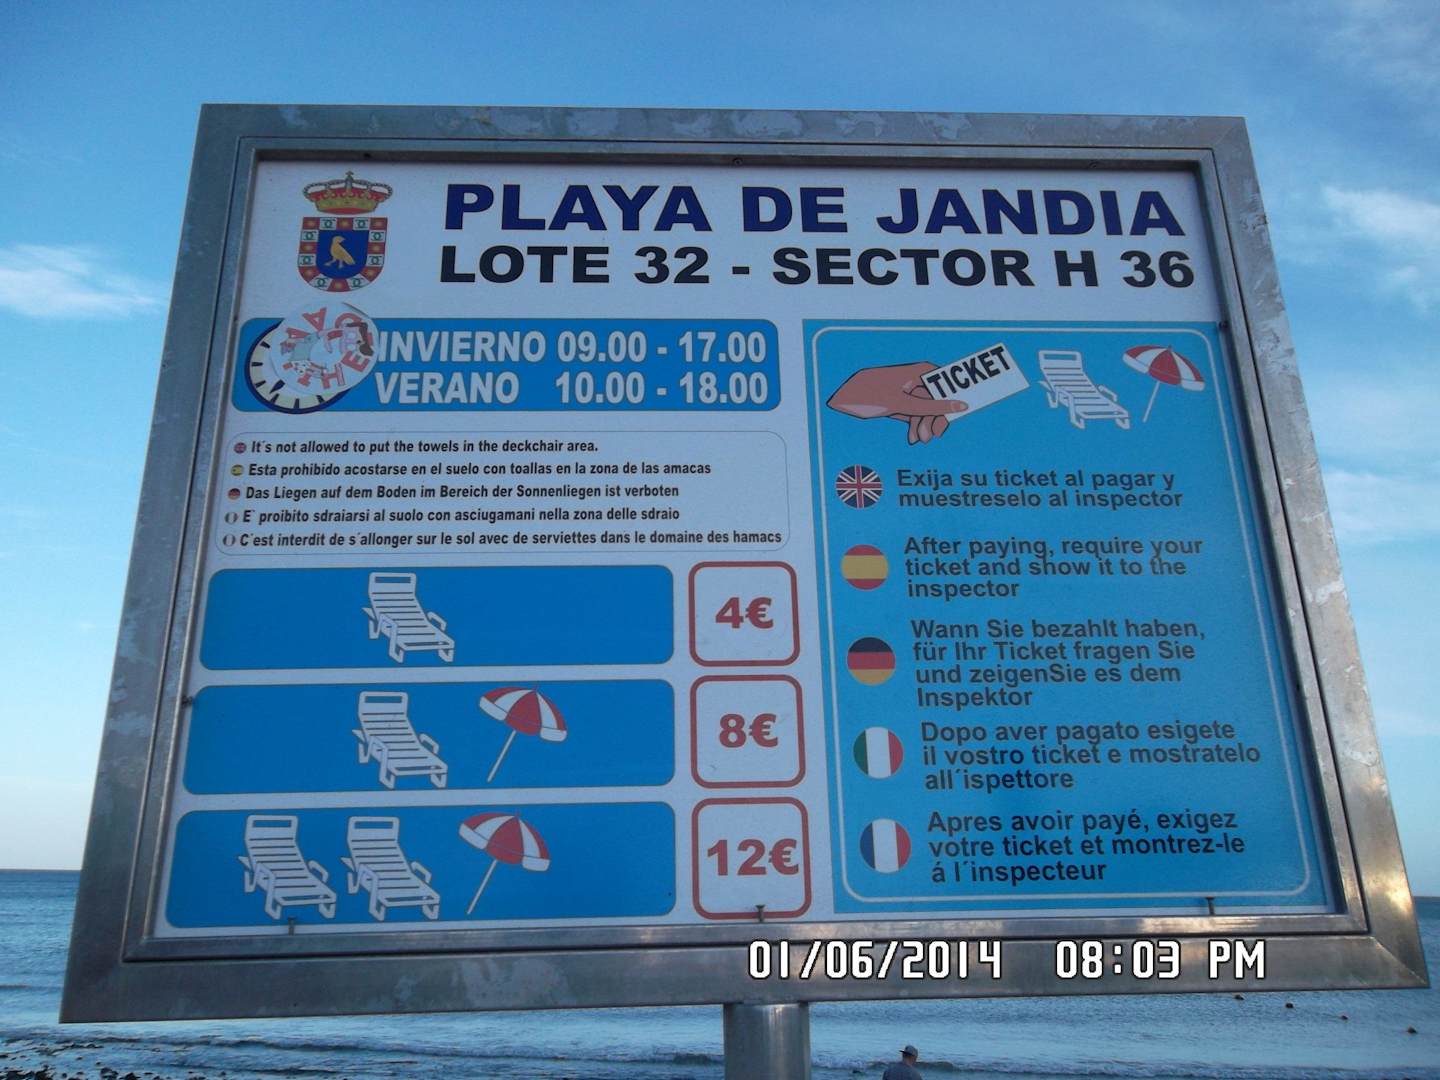 PLAYA DE JANDIA
LOTE 32 - SECTOR H 36
INVIERNO 09.00 - 17.00
VERANO 10.00 - 18.00
It´s not allowed to put the towels in the deckchair area.
Esta prohibido acostarse en el suelo con toallas en la zona de las amacas
Das Liegen auf dem Boden im Bereich der Sonnenliegen ist verboten
E` proibito sdraiarsi al suolo con asciugamani nella zona delle sdraio
C´est interdit de s´allonger sur le sol avec de serviettes dans le domaine des hamacs
4€
8€
12€
TICKET
Exija su ticket al pagar y
muestreselo al inspector
After paying, require your
ticket and show it to the
inspector
Wann Sie bezahlt haben,
für Ihr Ticket fragen Sie
und zeigenSie es dem
Inspektor
Dopo aver pagato esigete
il vostro ticket e mostratelo
all´ispettore
Apres avoir payé, exigez
votre ticket et montrez-le
á l´inspecteur
01/06/2014 08:03 PM